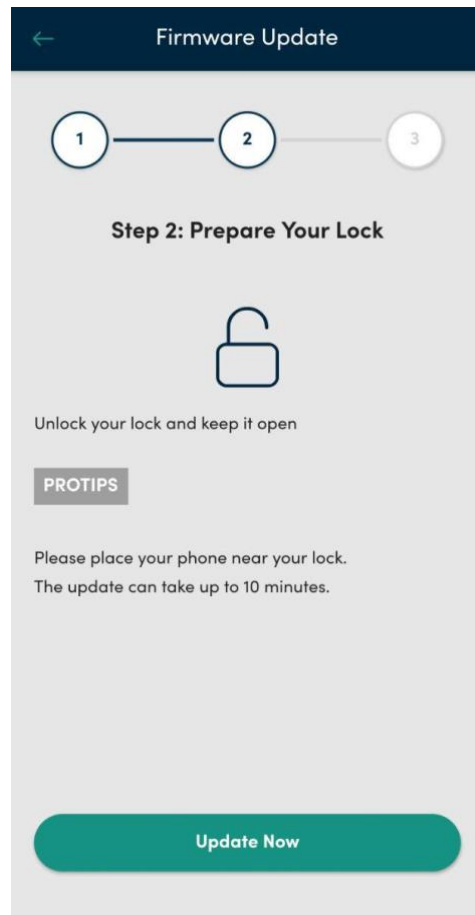 Firmware Update
1
2
3
Step 2: Prepare Your Lock
Unlock your lock and keep it open
PROTIPS
Please place your phone near your lock.
The update can take up to 10 minutes.
Update Now